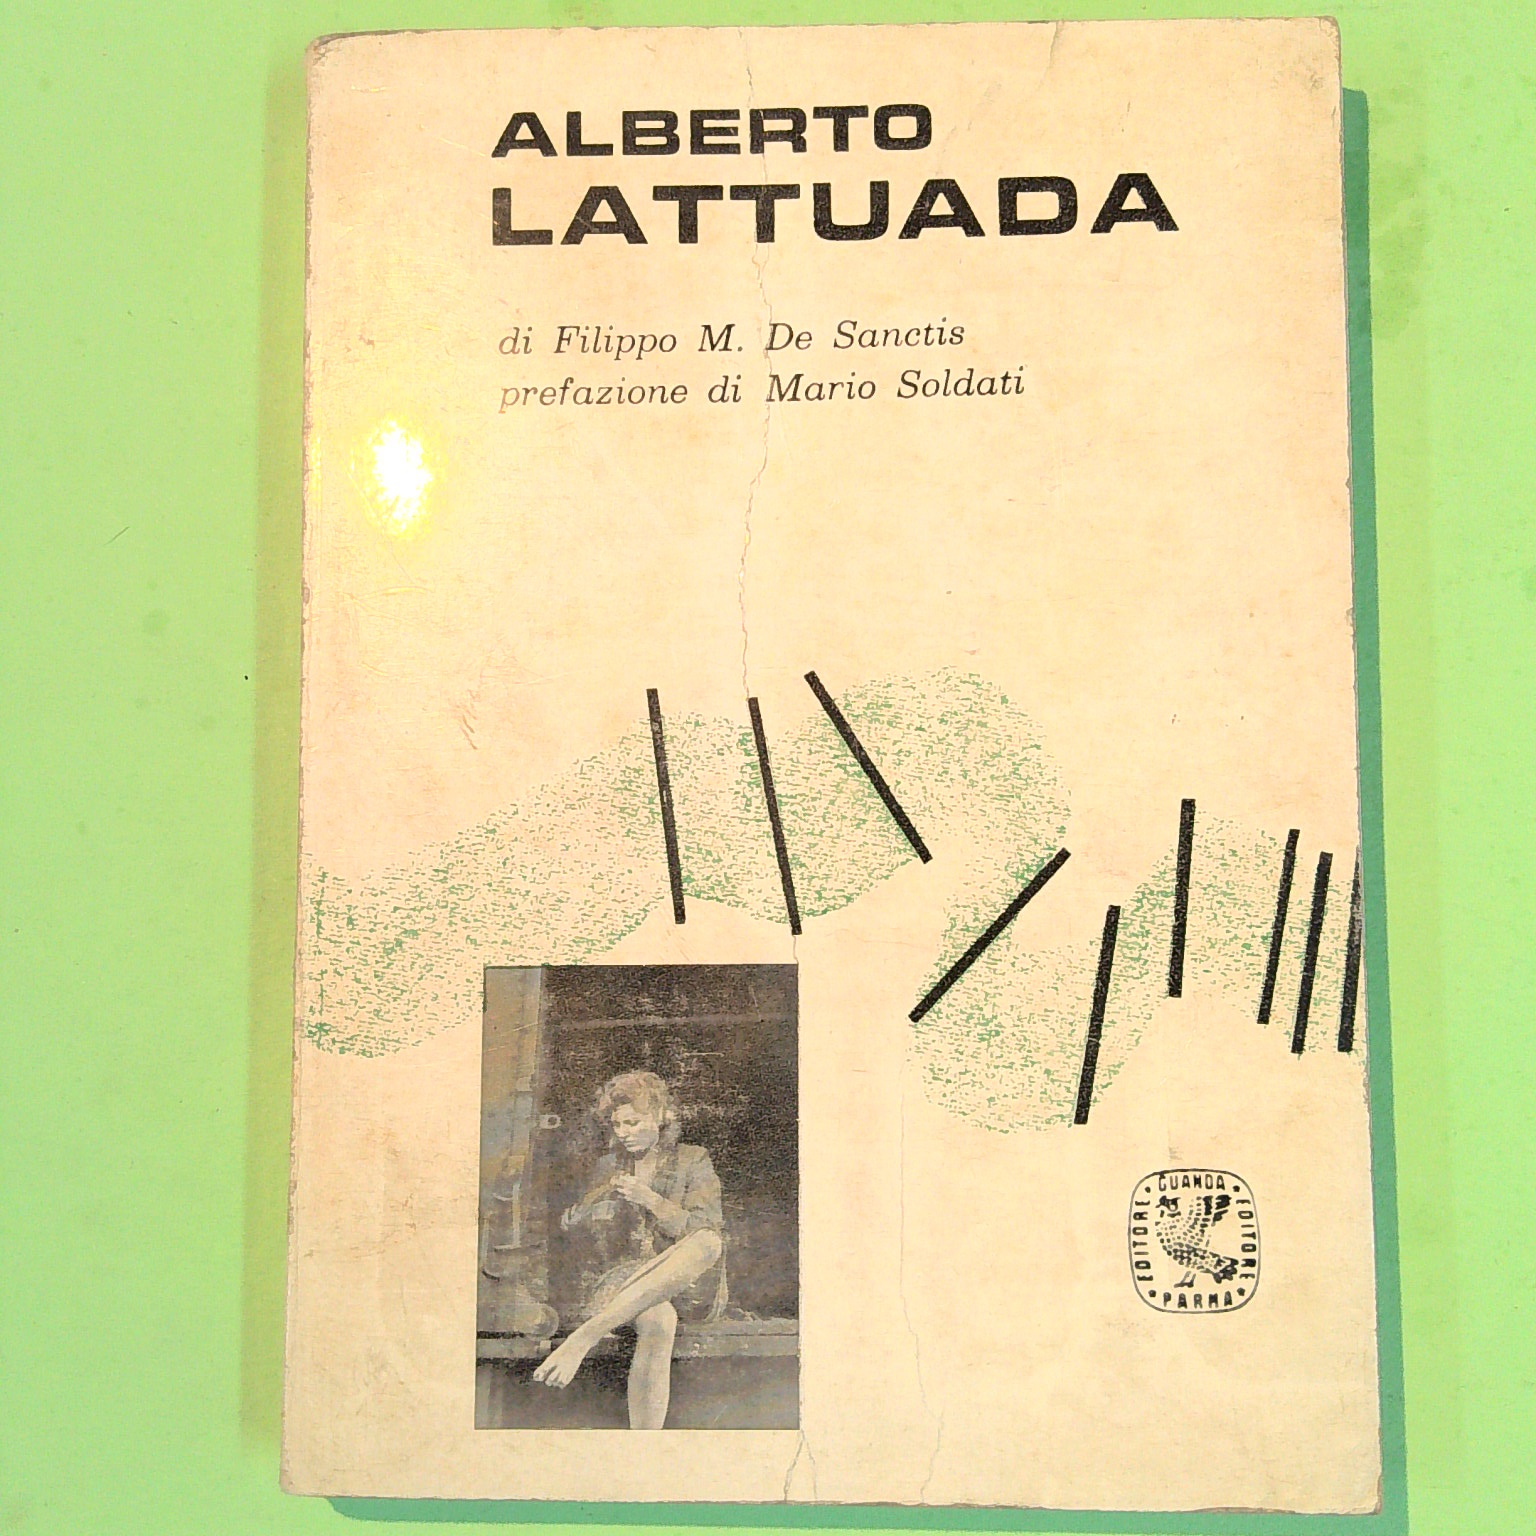 ALBERTO
LATTUADA
di Filippo M. De Sanctis
prefazione di Mario Soldati
GUANDA
EDITORE
EDITORE
PARMA